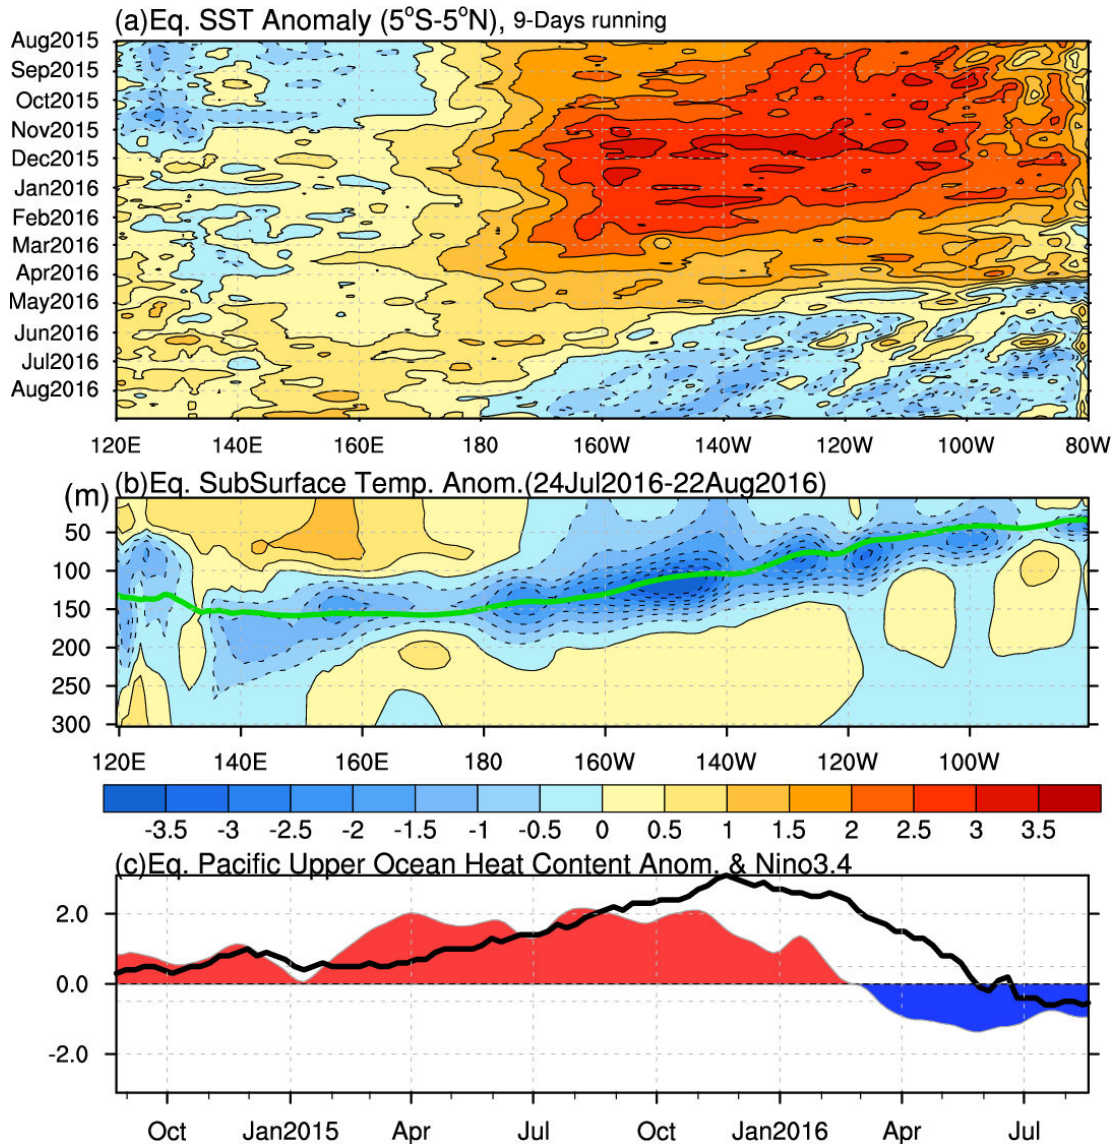 (a)Eq. SST Anomaly (5°S-5°N), 9-Days running
Aug2015
Sep2015
Oct2015
Nov2015
Dec2015
Jan2016
Feb2016
Mar2016
Apr2016
May2016
Jun2016
Jul2016
Aug2016
120E 140E 160E 180 160W 140W 120W 100W 80W
(b)Eq. SubSurface Temp. Anom.(24Jul2016-22Aug2016)
(m)
50
100
150
200
250
300
120E 140E 160E 180 160W 140W 120W 100W
-3.5 -3 -2.5 -2 -1.5 -1 -0.5 0 0.5 1 1.5 2 2.5 3 3.5
(c)Eq. Pacific Upper Ocean Heat Content Anom. & Nino3.4
2.0
0.0
-2.0
Oct Jan2015 Apr Jul Oct Jan2016 Apr Jul